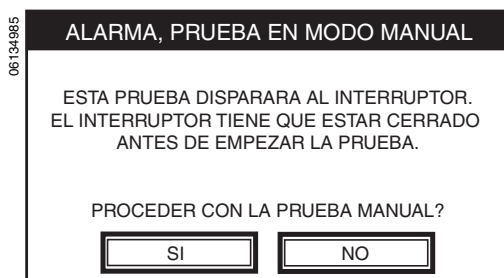 06134985
ALARMA, PRUEBA EN MODO MANUAL
ESTA PRUEBA DISPARARA AL INTERRUPTOR.
EL INTERRUPTOR TIENE QUE ESTAR CERRADO
ANTES DE EMPEZAR LA PRUEBA.
PROCEDER CON LA PRUEBA MANUAL?
SI NO